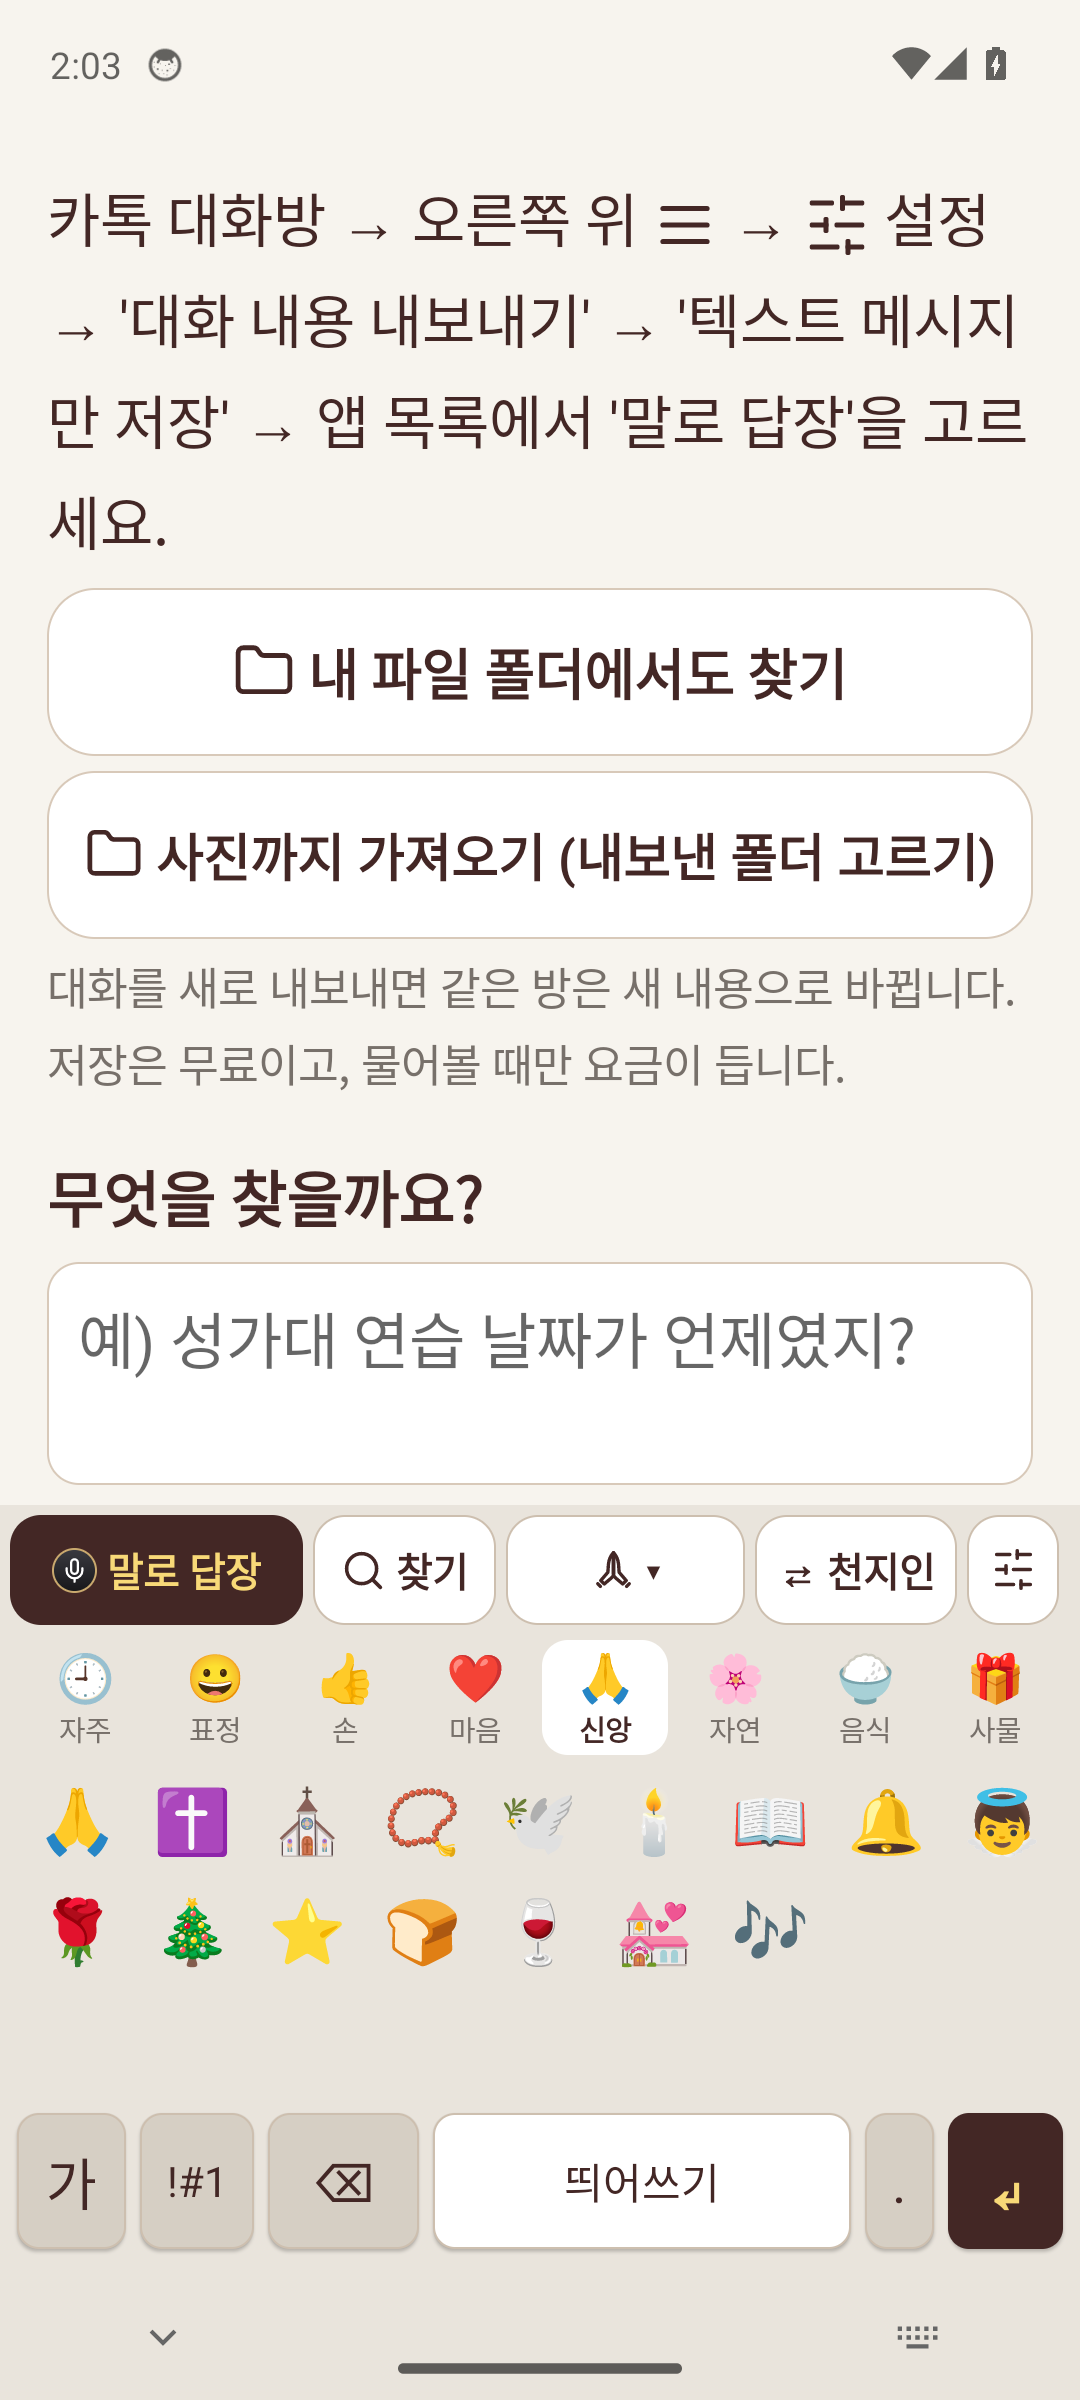 2:03
카톡 대화방 → 오른쪽 위 → 설정
→ '대화 내용 내보내기' → '텍스트 메시지
만 저장' → 앱 목록에서 '말로 답장'을 고르
세요.
내 파일 폴더에서도 찾기
사진까지 가져오기 (내보낸 폴더 고르기)
대화를 새로 내보내면 같은 방은 새 내용으로 바뀝니다.
저장은 무료이고, 물어볼 때만 요금이 듭니다.
무엇을 찾을까요?
예) 성가대 연습 날짜가 언제였지?
말로 답장 찾기 ▾ ⇄ 천지인
자주 표정 손 마음 신앙 자연 음식 사물
가 !#1 띄어쓰기 .